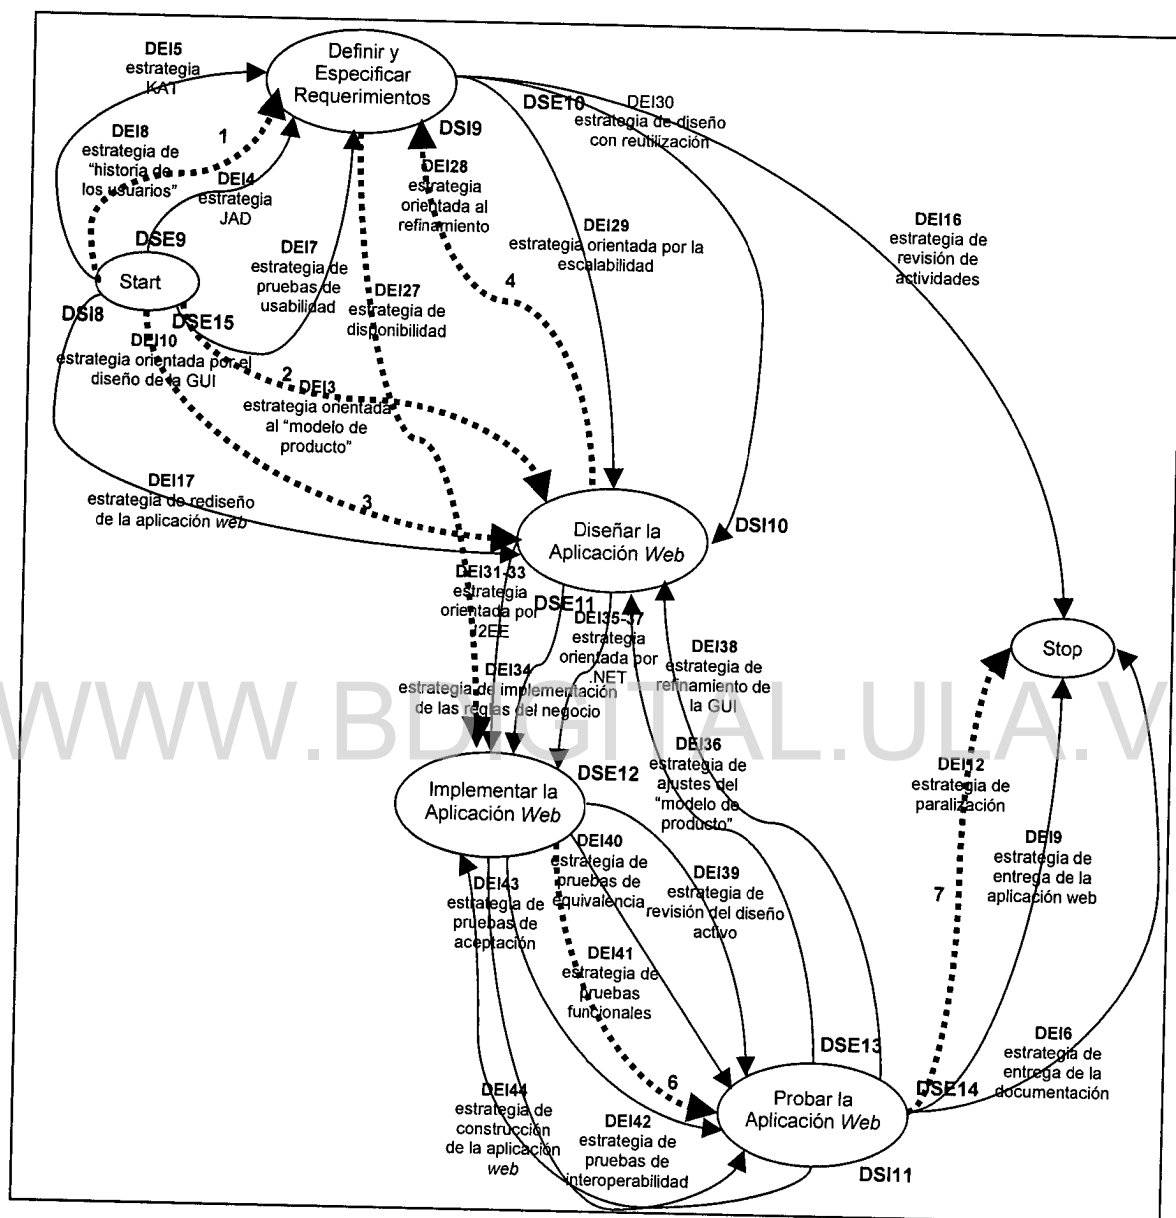 DEI5
estrategia
KAT
Definir y
Especificar
Requerimientos
DSE10
DEI30
estrategia de diseño
con reutilización
DEI8
estrategia de
"historia de
los usuarios"
1
DSI9
DEI4
estrategia
JAD
DEI28
estrategia
orientada al
refinamiento
DEI29
estrategia orientada por la
escalabilidad
DEI16
estrategia de
revisión de
actividades
DSE9
Start
DEI7
estrategia de
pruebas de
usabilidad
DEI27
estrategia de
disponibilidad
4
DSI8
DSE15
DEI10
estrategia orientada por el
diseño de la GUI
2
DEI3
estrategia orientada
al "modelo de
producto"
DEI17
estrategia de rediseño
de la aplicación web
3
Diseñar la
Aplicación Web
DSI10
DEI31-33
estrategia
orientada por
J2EE
DSE11
DEI35-37
estrategia
orientada por
.NET
DEI38
estrategia de
refinamiento de
la GUI
Stop
DEI34
estrategia de implementación
de las reglas del negocio
WWW.BDIGITAL.ULA.V
DEI36
estrategia de
ajustes del
"modelo de
producto"
DSE12
Implementar la
Aplicación Web
DEI12
estrategia de
paralización
DEI40
estrategia de
pruebas de
equivalencia
DEI39
estrategia de
revisión del diseño
activo
DEI9
estrategia de
entrega de la
aplicación web
7
DEI43
estrategia de
pruebas de
aceptación
DEI41
estrategia de
pruebas
funcionales
DSE13
DEI6
estrategia de
entrega de la
documentación
6
DSE14
Probar la
Aplicación Web
DEI44
estrategia de
construcción
de la aplicación
web
DEI42
estrategia de
pruebas de
interoperabilidad
DSI11